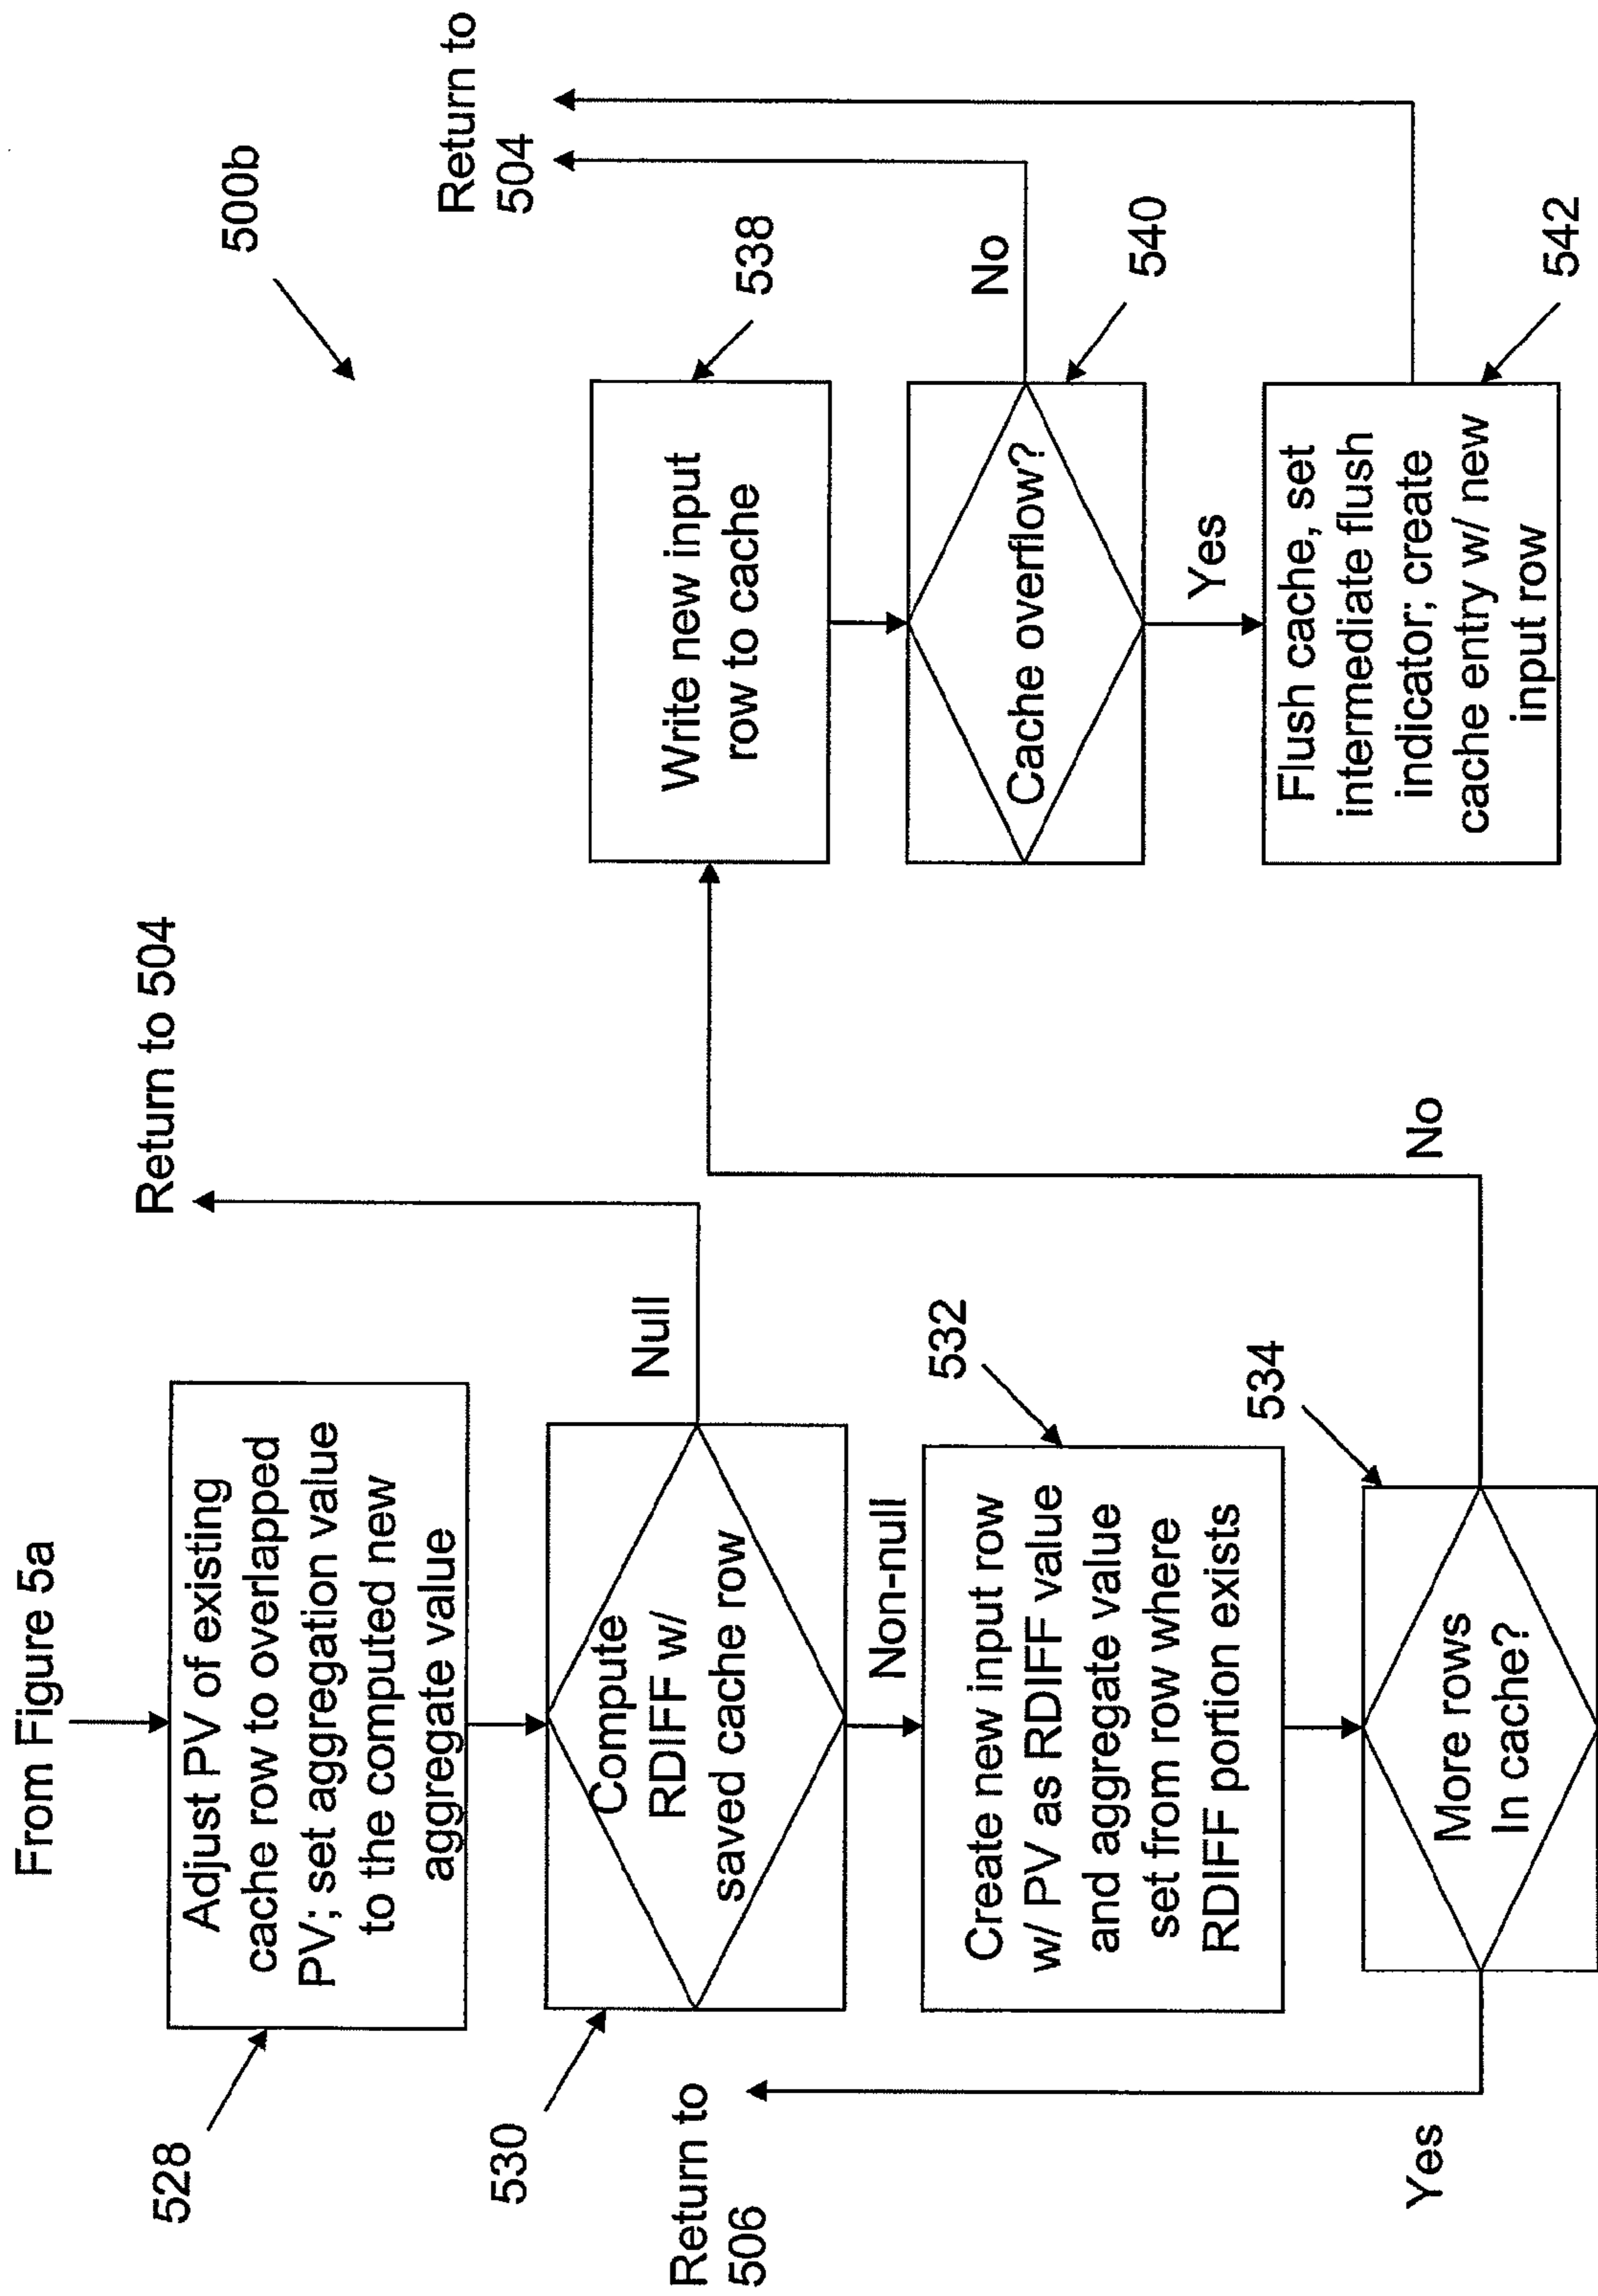 From Figure 5a
528
Adjust PV of existing
cache row to overlapped
PV; set aggregation value
to the computed new
aggregate value
Return to 504
500b
530
Compute
RDIFF w/
saved cache row
Null
Non-null
532
Create new input row
w/ PV as RDIFF value
and aggregate value
set from row where
RDIFF portion exists
534
More rows
In cache?
Yes
Return to
506
No
538
Write new input
row to cache
540
Cache overflow?
No
Return to
504
Yes
542
Flush cache, set
intermediate flush
indicator; create
cache entry w/ new
input row